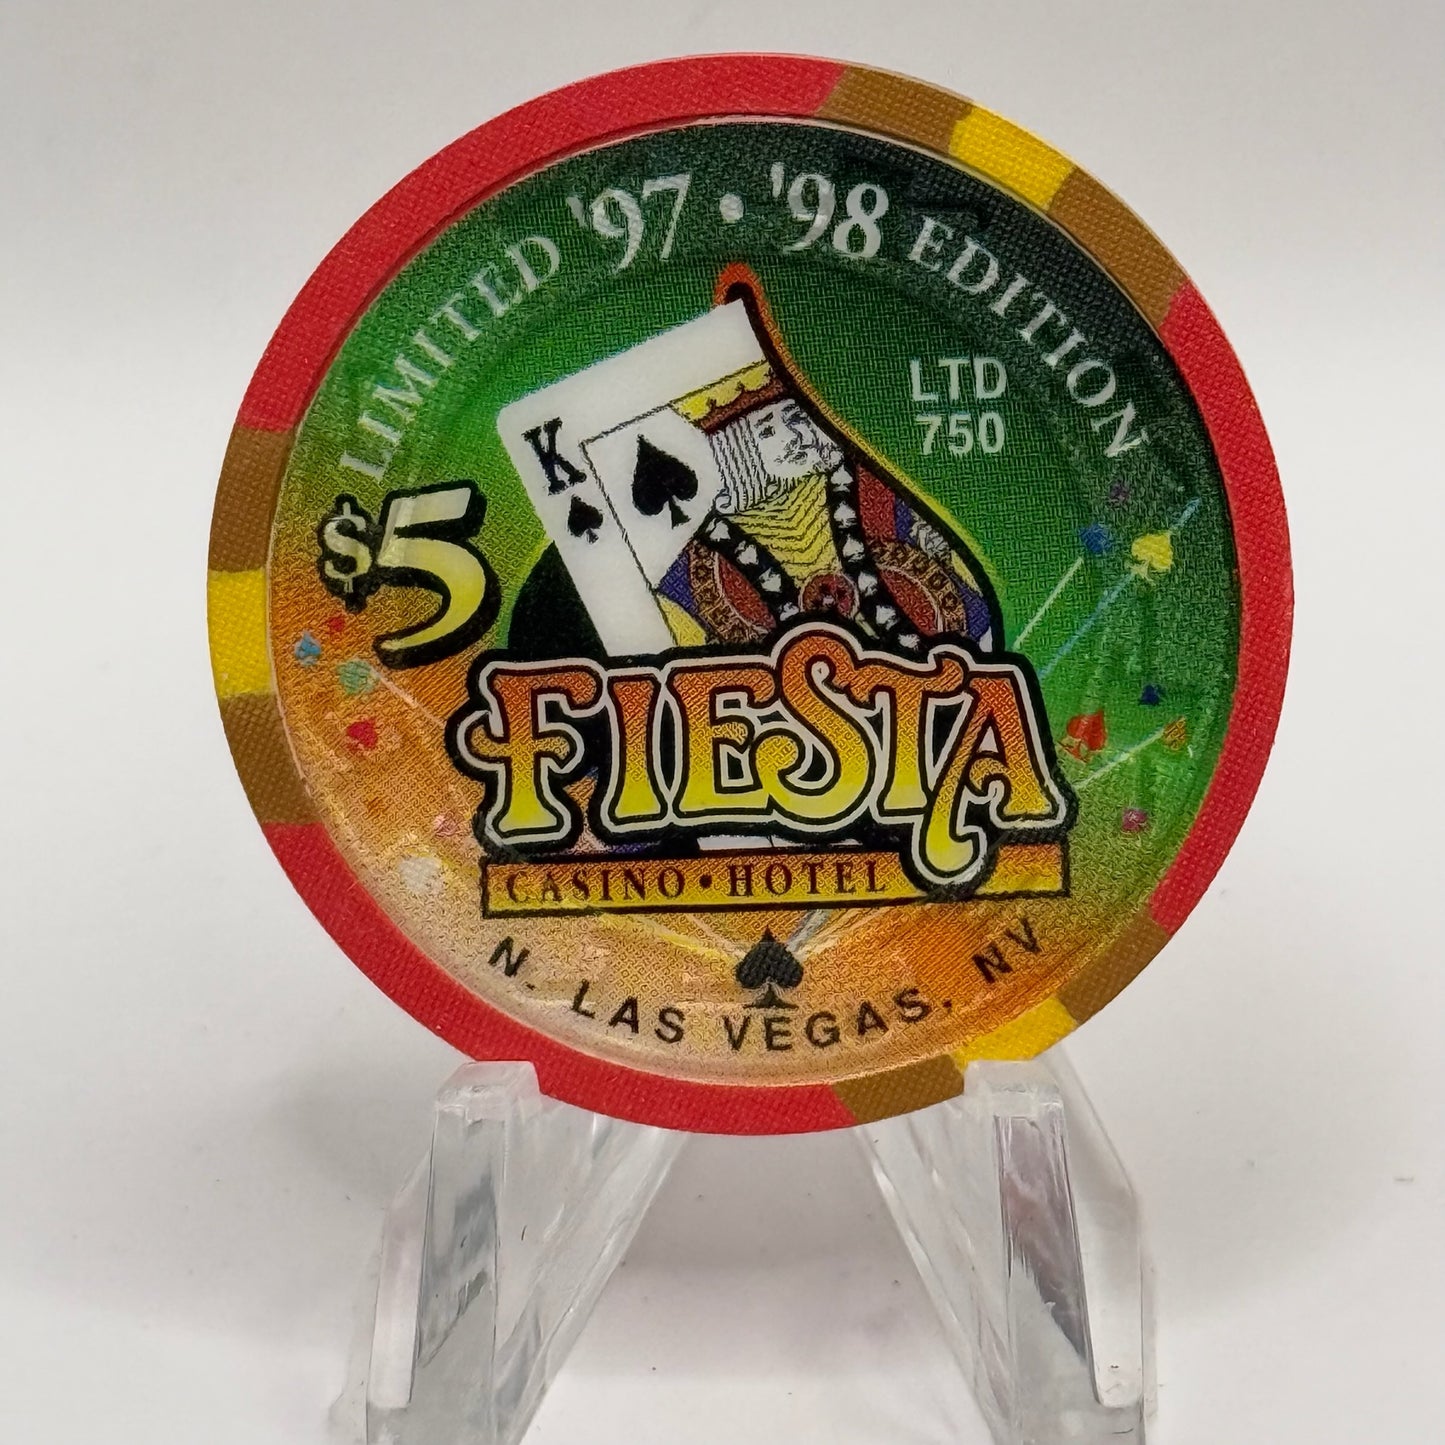 LIMITED '97 • '98 EDITION
LTD
750
K
$5
FIESTA
CASINO • HOTEL
N. LAS VEGAS, NV